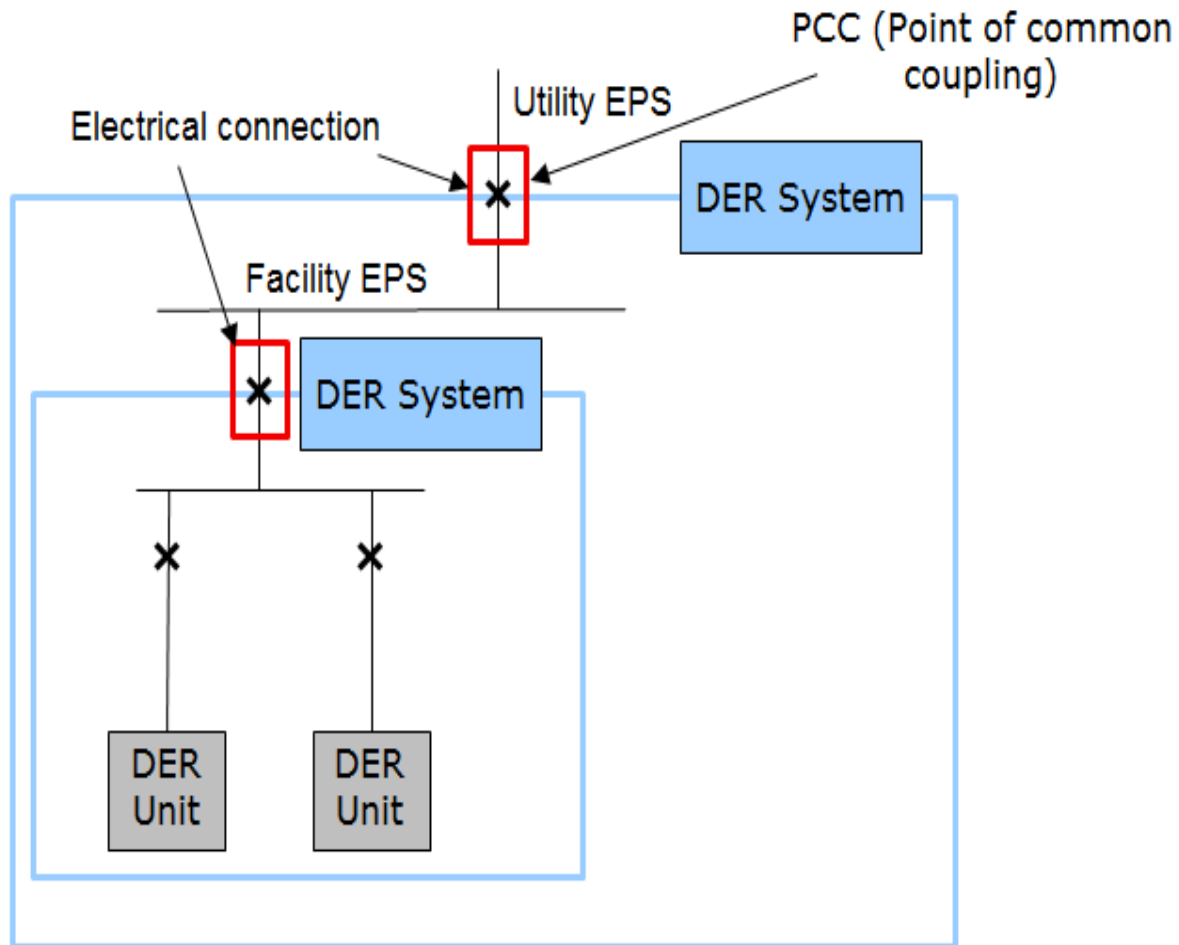 PCC (Point of common
coupling)
Utility EPS
Electrical connection
DER System
Facility EPS
DER System
DER
Unit
DER
Unit